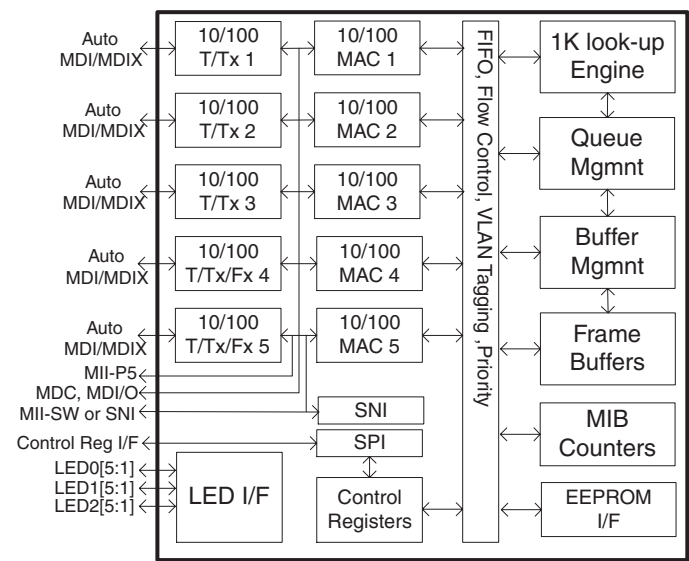 Auto
MDI/MDIX
10/100
T/Tx 1
10/100
MAC 1
Auto
MDI/MDIX
10/100
T/Tx 2
10/100
MAC 2
Auto
MDI/MDIX
10/100
T/Tx 3
10/100
MAC 3
Auto
MDI/MDIX
10/100
T/Tx/Fx 4
10/100
MAC 4
Auto
MDI/MDIX
10/100
T/Tx/Fx 5
10/100
MAC 5
MII-P5
MDC, MDI/O
MII-SW or SNI
SNI
Control Reg I/F
SPI
LED0[5:1]
LED1[5:1]
LED2[5:1]
LED I/F
Control
Registers
FIFO, Flow Control, VLAN Tagging ,Priority
1K look-up
Engine
Queue
Mgmnt
Buffer
Mgmnt
Frame
Buffers
MIB
Counters
EEPROM
I/F